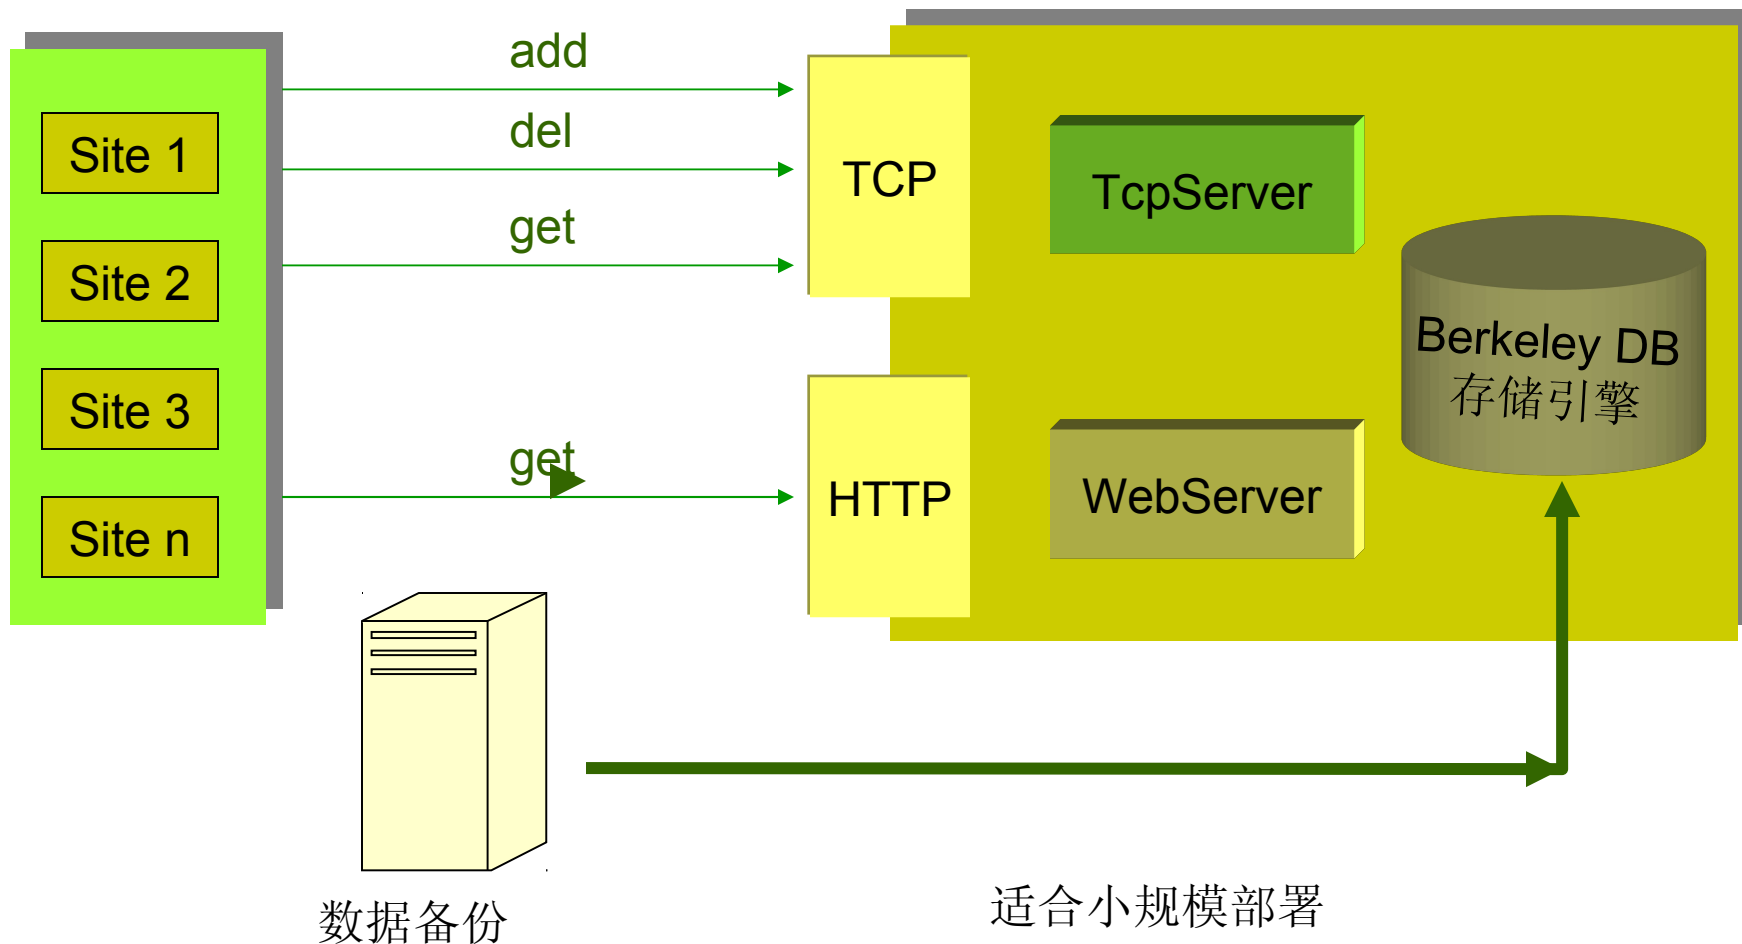 Site 1
Site 2
Site 3
Site n
add
del
get
get
TCP
HTTP
TcpServer
WebServer
Berkeley DB
存储引擎
数据备份
适合小规模部署